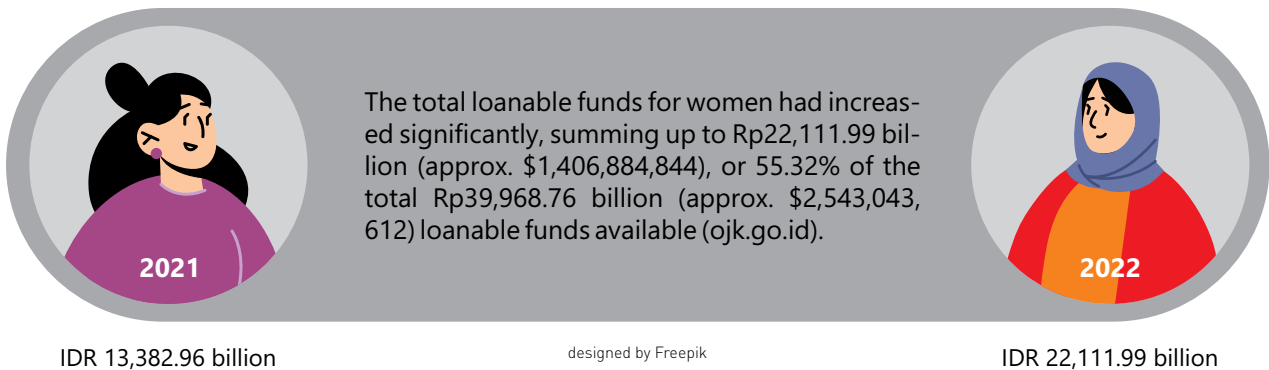 The total loanable funds for women had increas-
ed significantly, summing up to Rp22,111.99 bil-
lion (approx. $1,406,884,844), or 55.32% of the
total Rp39,968.76 billion (approx. $2,543,043,
612) loanable funds available (ojk.go.id).
2021
2022
IDR 13,382.96 billion
designed by Freepik
IDR 22,111.99 billion